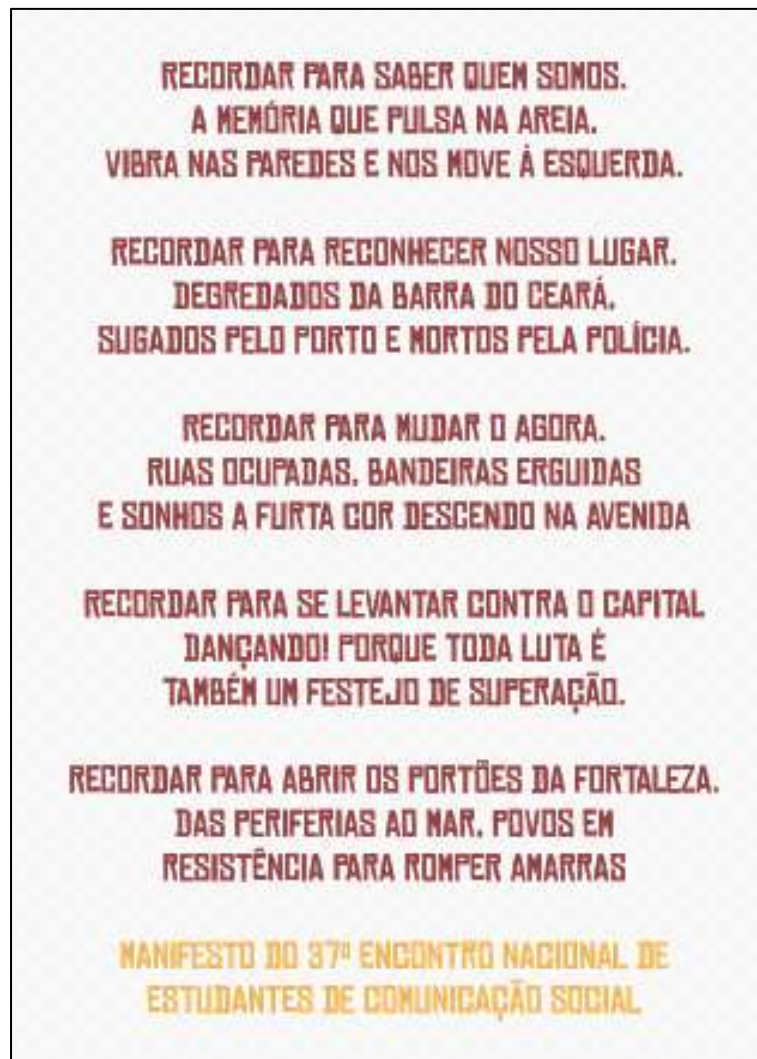 RECORDAR PARA SABER QUEM SOMOS.
A MEMÓRIA QUE PULSA NA AREIA.
VIBRA NAS PAREDES E NOS MOVE À ESQUERDA.
RECORDAR PARA RECONHECER NOSSO LUGAR.
DEGREDADOS DA BARRA DO CEARÁ,
SUGADOS PELO PORTO E MORTOS PELA POLÍCIA.
RECORDAR PARA MUDAR O AGORA.
RUAS OCUPADAS, BANDEIRAS ERGUIDAS
E SONHOS A FURTA COR DESCENDO NA AVENIDA
RECORDAR PARA SE LEVANTAR CONTRA O CAPITAL
DANÇANDO! PORQUE TODA LUTA É
TAMBÉM UM FESTEJO DE SUPERAÇÃO.
RECORDAR PARA ABRIR OS PORTÕES DA FORTALEZA.
DAS PERIFERIAS AO MAR, POVOS EM
RESISTÊNCIA PARA ROMPER AMARRAS
MANIFESTO DO 37º ENCONTRO NACIONAL DE
ESTUDANTES DE COMUNICAÇÃO SOCIAL